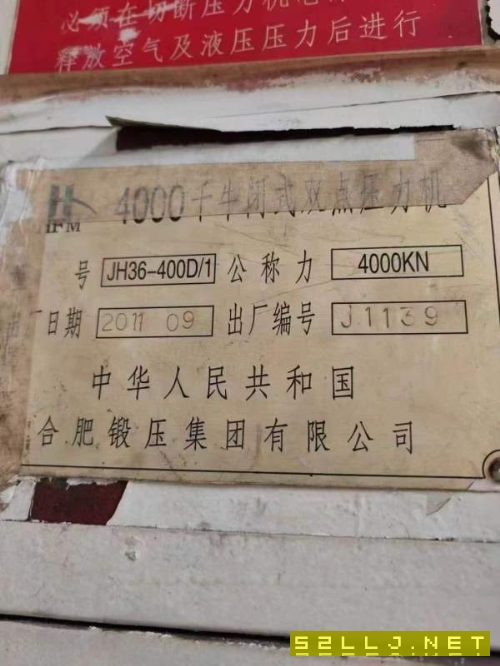 必须在切断压力机电
释放空气及液压压力后进行
HFM 4000千牛闭式双点压力机
号 JH36-400D/1 公称力 4000KN
日期 2011 09 出厂编号 J1139
中华人民共和国
合肥锻压集团有限公司
52LLJ.NET